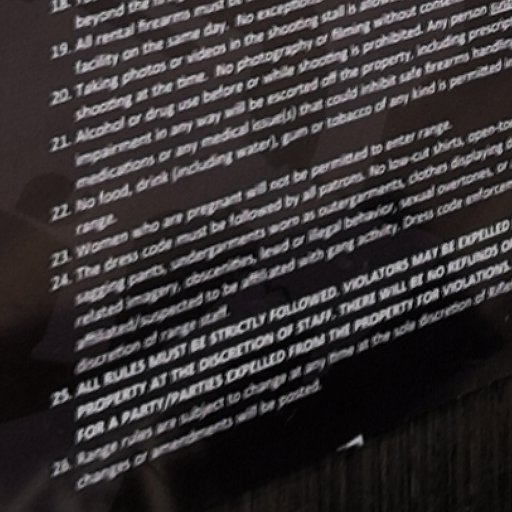 beyond the
19. All rental firearms must
facility on the same day. No exceptions
20. Taking photos or videos in the shooting stall is
shooting at the time. No photography or filming without
21. Alcohol or drug use before or while shooting is prohibited. Any person
impairment in any way will be escorted off the property, including
medications or any medical issue(s) that could inhibit safe firearms
22. No food, drink (including water), gum or tobacco of any kind is permitted
range.
23. Women who are pregnant will not be permitted to enter range.
24. The dress code must be followed by all patrons. No low-cut shirts,
sagging pants, undergarments worn as outergarments, clothes displaying
related imagery, obscenities, lewd or illegal behavior, sexual overtones, or
affiliated/suspected to be affiliated with gang activity. Dress code
discretion of range staff.
25. ALL RULES MUST BE STRICTLY FOLLOWED. VIOLATORS MAY BE EXPELLED
PROPERTY AT THE DISCRETION OF STAFF. THERE WILL BE NO REFUNDS
FOR A PARTY/PARTIES EXPELLED FROM THE PROPERTY FOR VIOLATIONS.
26. Range rules are subject to change at any time at the sole discretion of
changes or amendments will be posted.